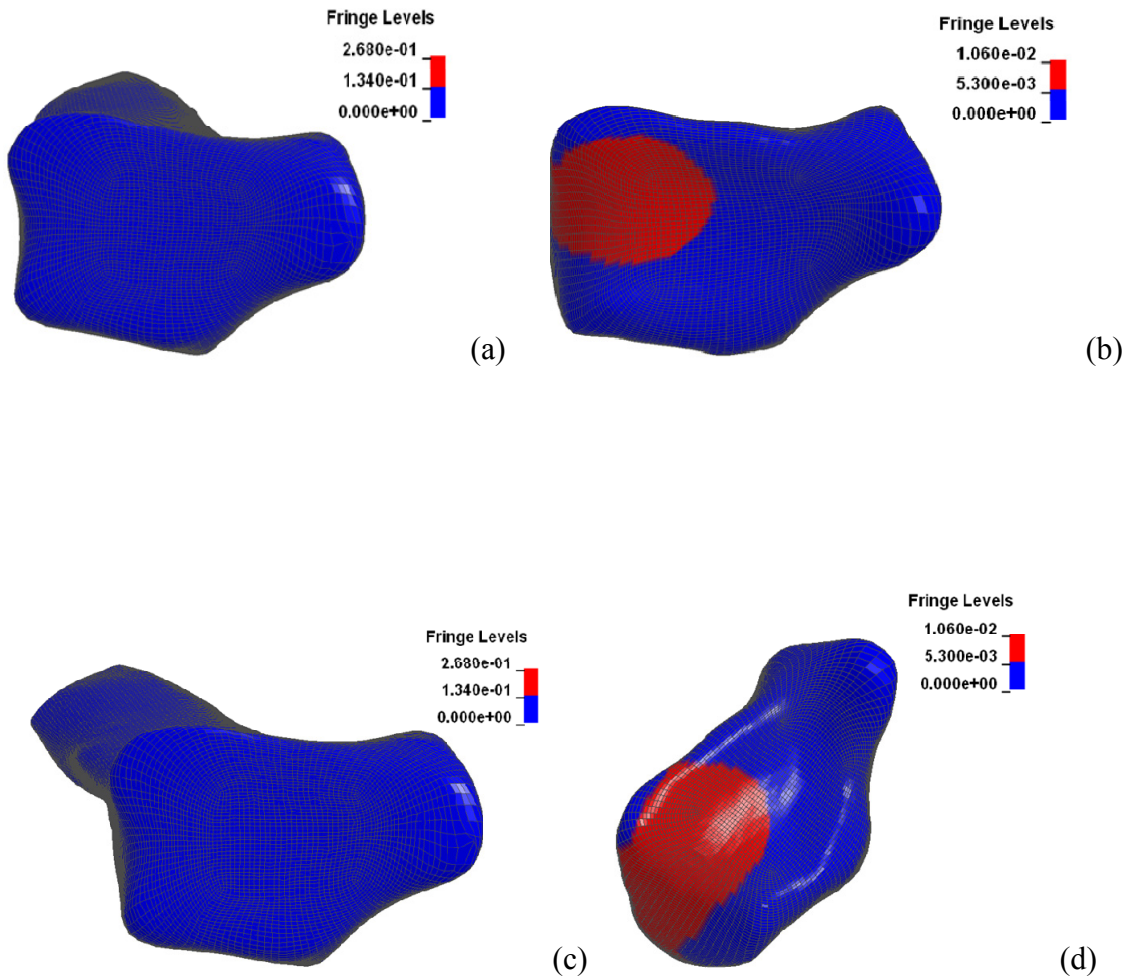 Fringe Levels
2.680e-01
1.340e-01
0.000e+00
(a)
Fringe Levels
1.060e-02
5.300e-03
0.000e+00
(b)
Fringe Levels
2.680e-01
1.340e-01
0.000e+00
(c)
Fringe Levels
1.060e-02
5.300e-03
0.000e+00
(d)